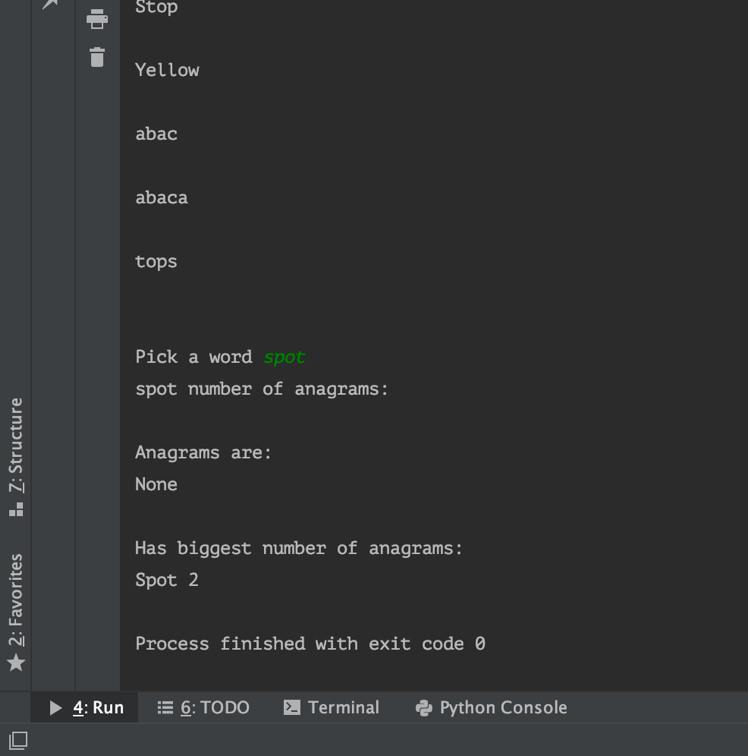 Stop
Yellow
abac
abaca
tops
Pick a word spot
spot number of anagrams:
Anagrams are:
None
Has biggest number of anagrams:
Spot 2
Process finished with exit code 0
7: Structure
2: Favorites
4: Run
6: TODO
Terminal
Python Console